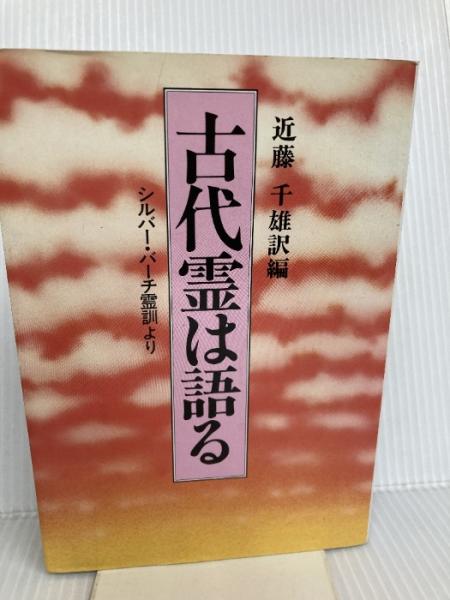 近藤 千雄訳編
古代霊は語る
シルバー・バーチ霊訓より